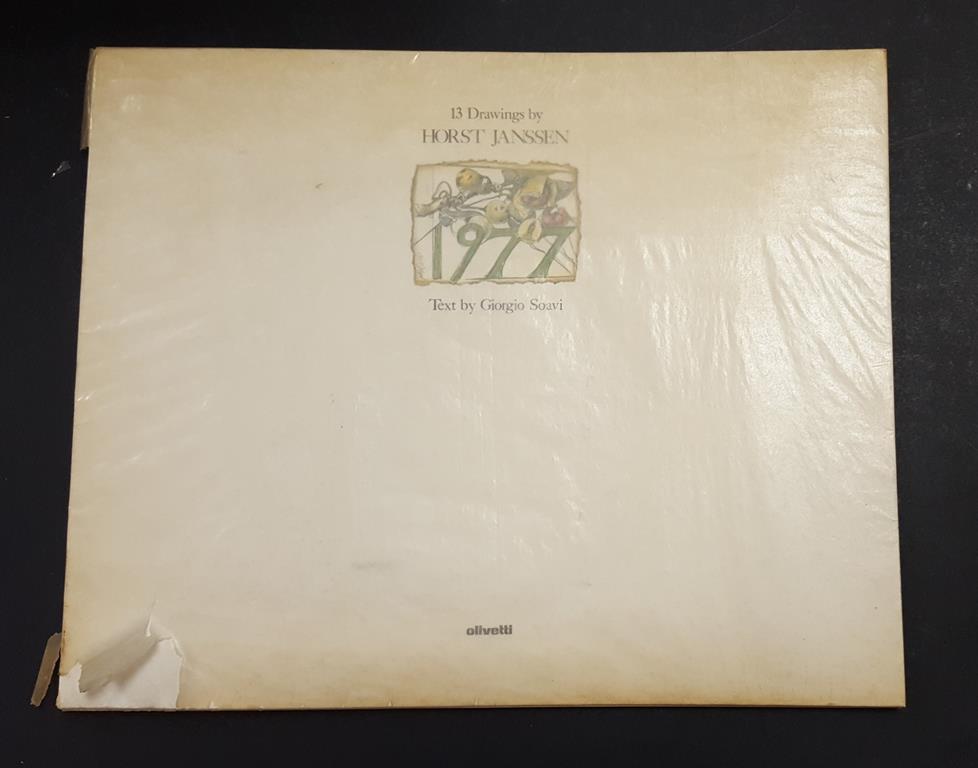 13 Drawings by
HORST JANSSEN
1977
Text by Giorgio Soavi
olivetti